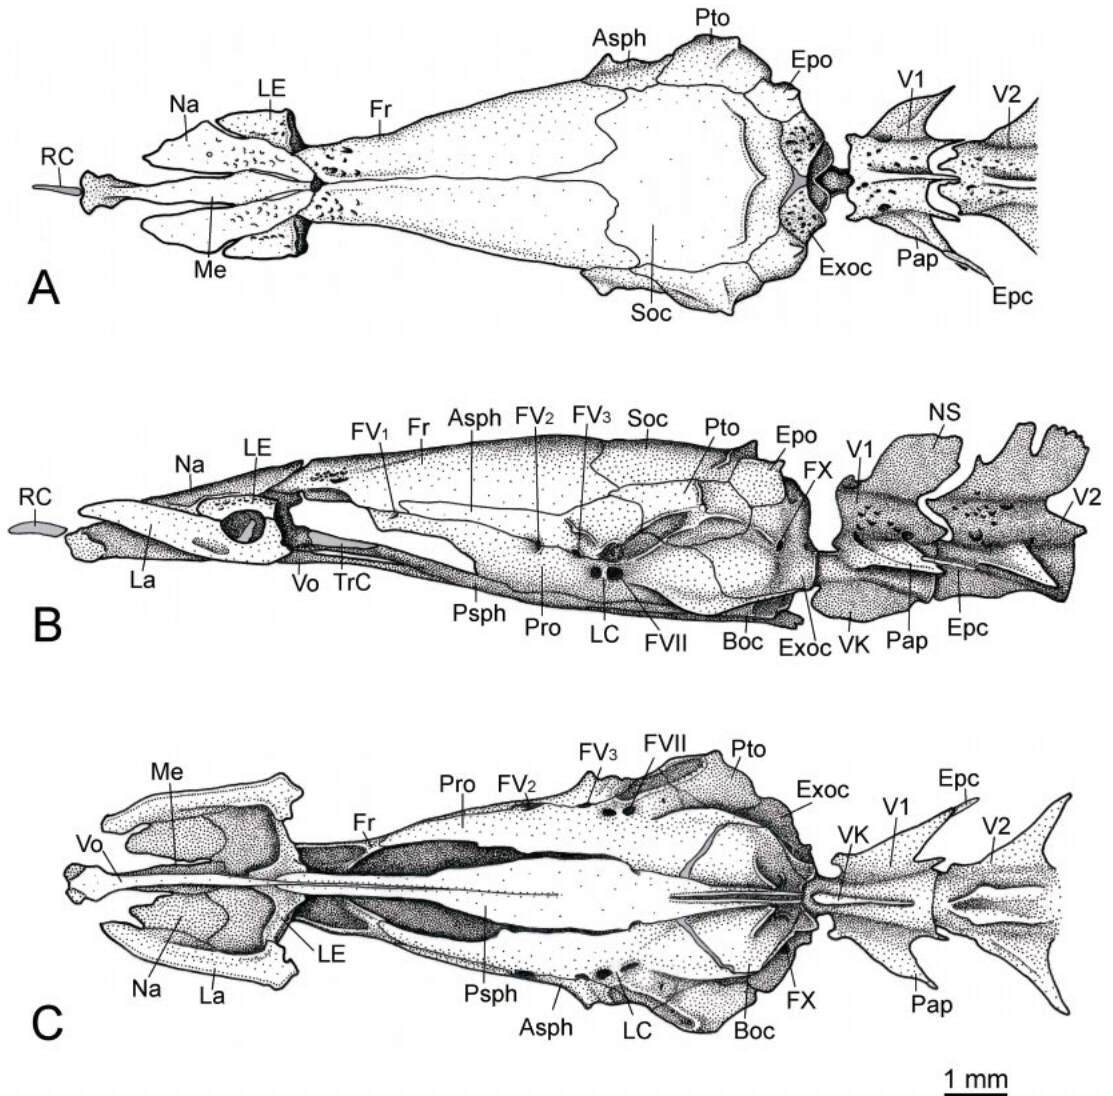 Pto
Asph
Epo
LE
Na
Fr
V1
V2
RC
Me
Exoc
Pap
Epc
Soc
A
NS
Asph
FV2
FV3
Soc
Pto
FV1
Fr
Epo
V1
LE
Na
FX
RC
V2
La
Vo
TrC
Psph
Pro
LC
FVII
Boc
Exoc
VK
Pap
Epc
B
FV3
FVII
Pto
Me
Pro
FV2
Exoc
Epc
Fr
V1
Vo
VK
V2
LE
Na
La
Psph
Asph
LC
Boc
FX
Pap
C
1 mm